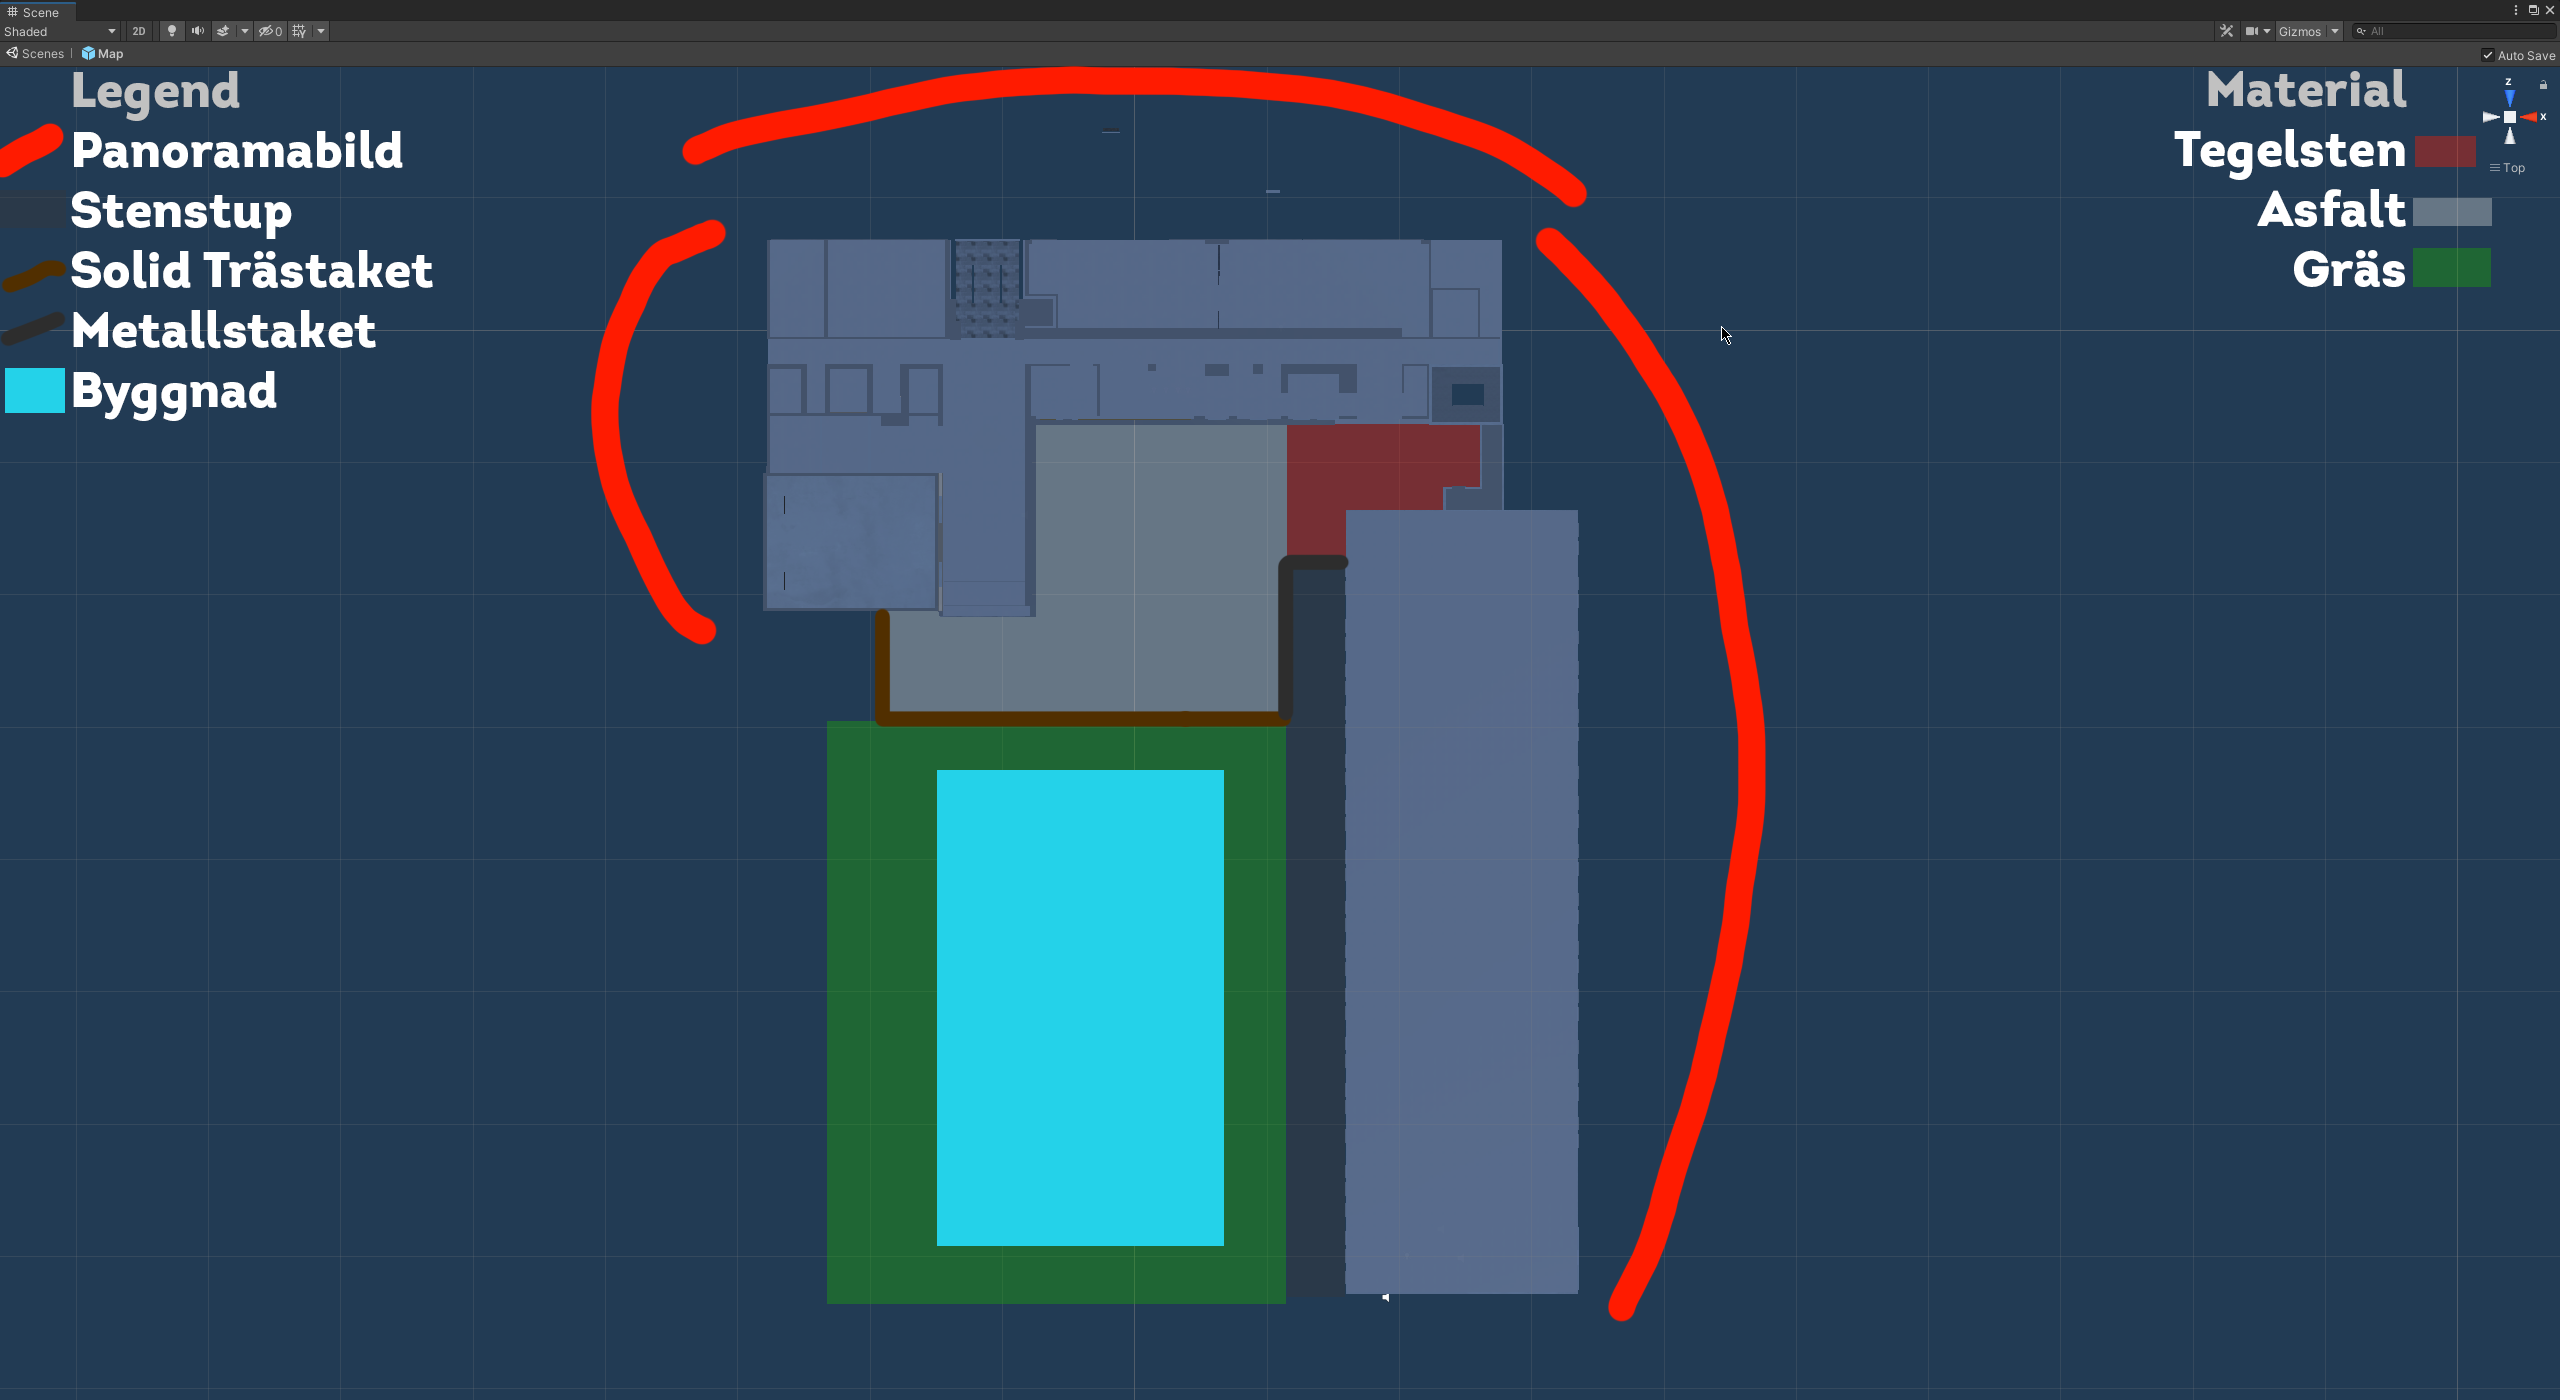 Scene
Shaded
2D
0
Gizmos
All
Scenes
Map
Auto Save
Legend
Panoramabild
Stenstup
Solid Trästaket
Metallstaket
Byggnad
Material
Tegelsten
Asfalt
Gräs
z
x
Top